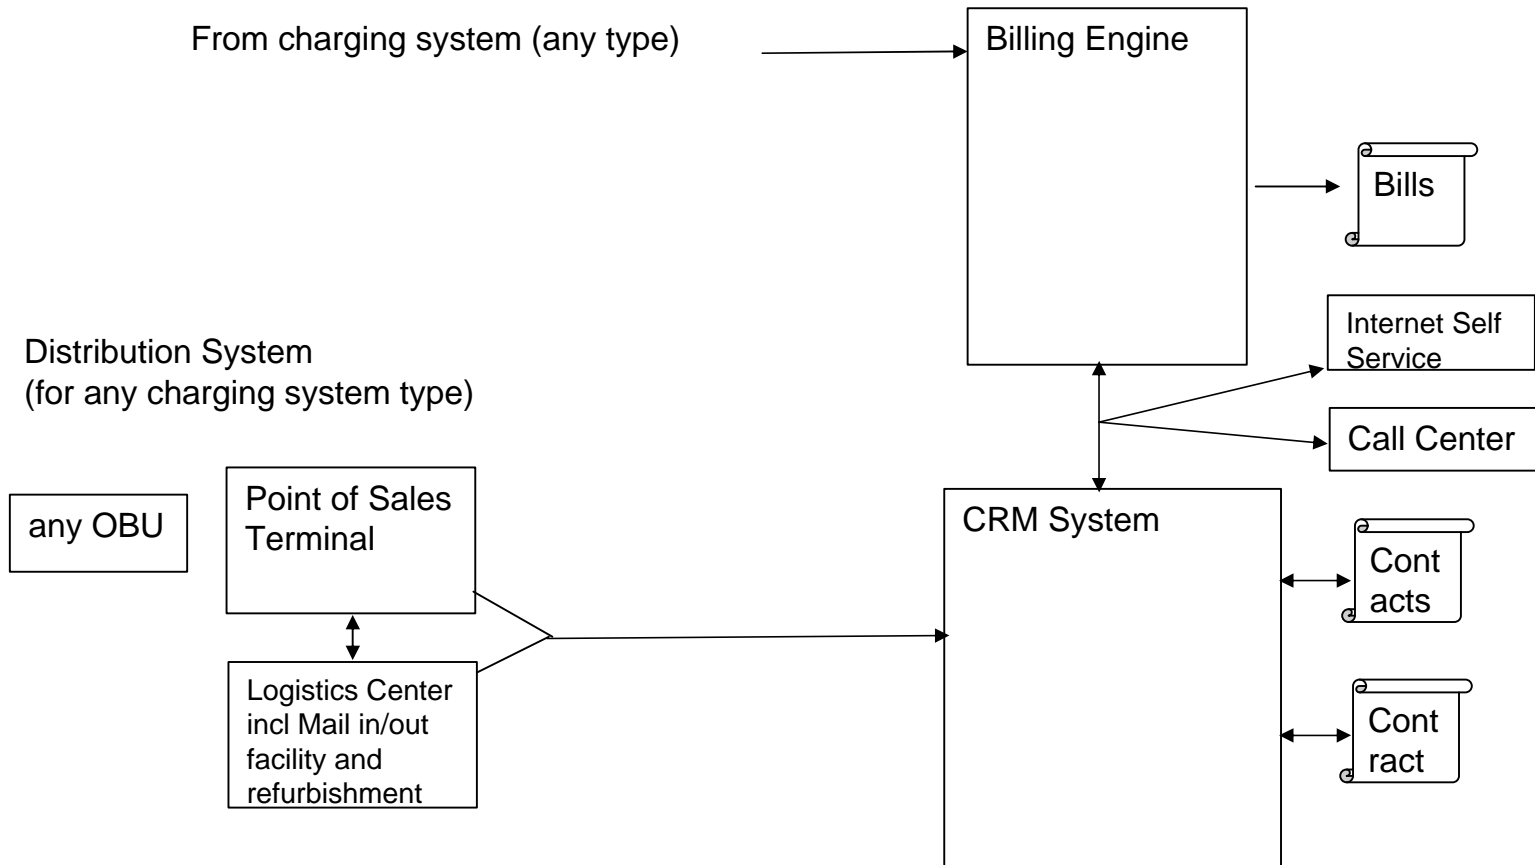 From charging system (any type)
Billing Engine
Bills
Internet Self
Service
Distribution System
(for any charging system type)
Call Center
any OBU
Point of Sales
Terminal
CRM System
Cont
acts
Logistics Center
incl Mail in/out
facility and
refurbishment
Cont
ract